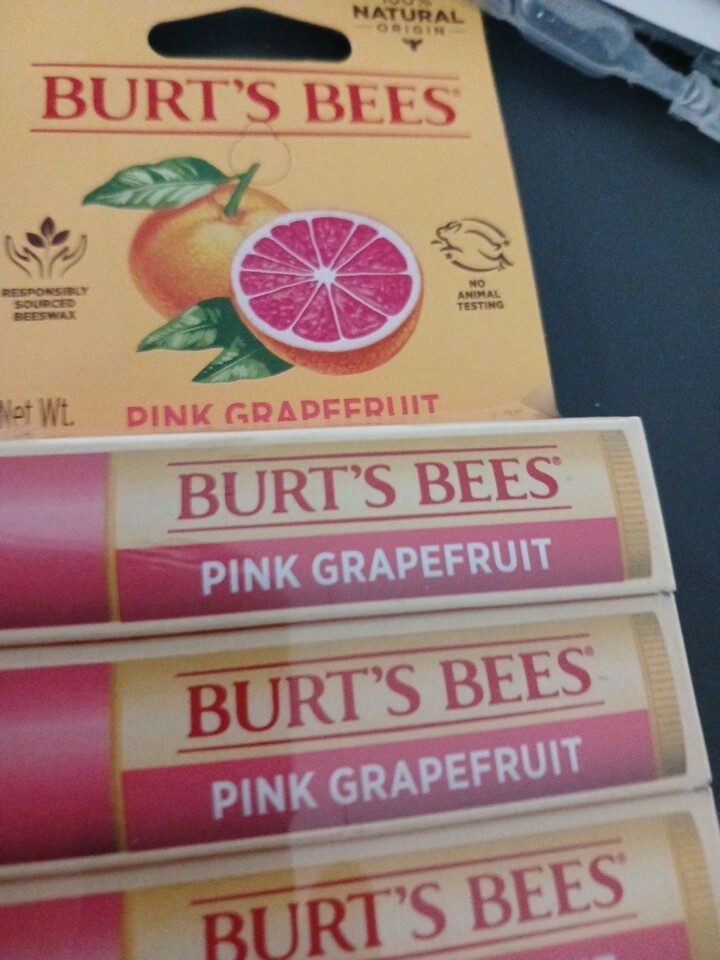 100%
NATURAL
ORIGIN
BURT'S BEES®
RESPONSIBLY
SOURCED
BEESWAX
NO
ANIMAL
TESTING
Net Wt.
PINK GRAPEFRUIT
BURT'S BEES®
PINK GRAPEFRUIT
BURT'S BEES®
PINK GRAPEFRUIT
BURT'S BEES®